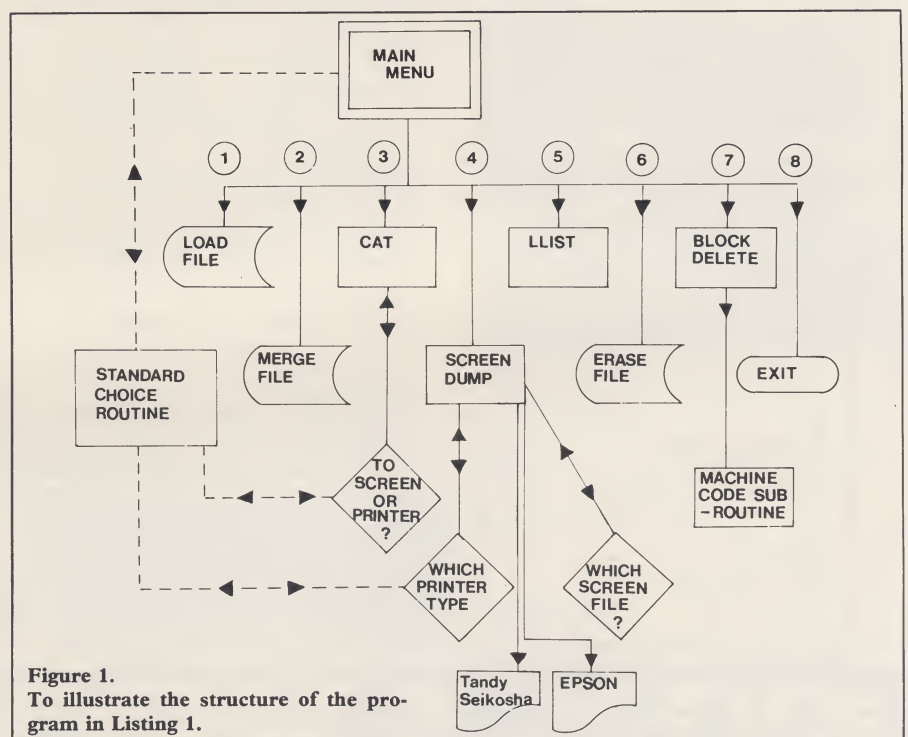 MAIN
MENU
1 2 3 4 5 6 7 8
LOAD
FILE
CAT
LLIST
BLOCK
DELETE
MERGE
FILE
SCREEN
DUMP
ERASE
FILE
EXIT
STANDARD
CHOICE
ROUTINE
TO
SCREEN
OR
PRINTER
?
MACHINE
CODE SUB
-ROUTINE
WHICH
PRINTER
TYPE
WHICH
SCREEN
FILE
?
Tandy
Seikosha
EPSON
Figure 1.
To illustrate the structure of the pro-
gram in Listing 1.